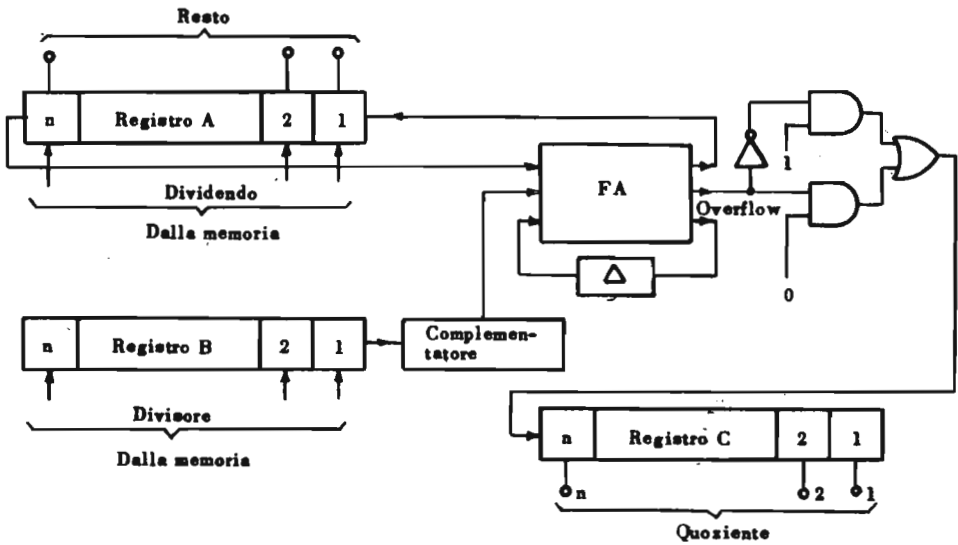 Resto
n Registro A 2 1
Dividendo
Dalla memoria
FA
Overflow
1
0
Δ
n Registro B 2 1
Complemen-
tatore
Divisore
Dalla memoria
n Registro C 2 1
n 2 1
Quoziente